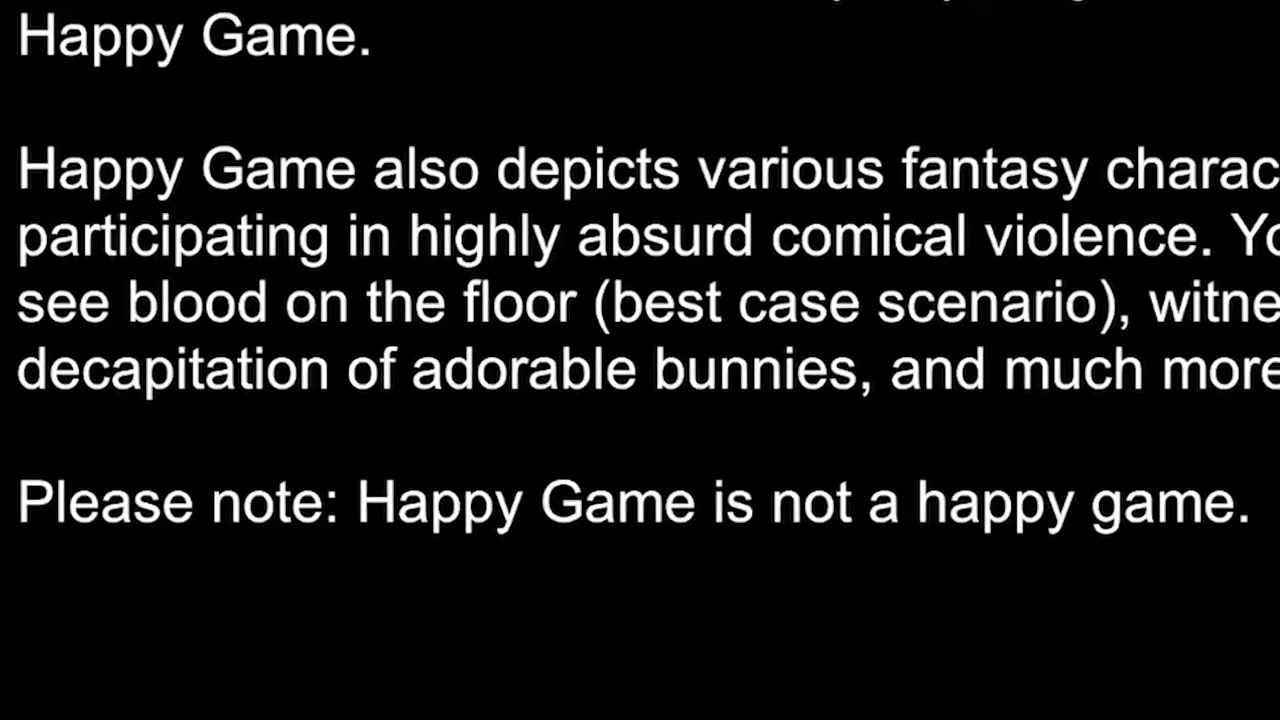 Happy Game.
Happy Game also depicts various fantasy charac
participating in highly absurd comical violence. Yo
see blood on the floor (best case scenario), witne
decapitation of adorable bunnies, and much more
Please note: Happy Game is not a happy game.